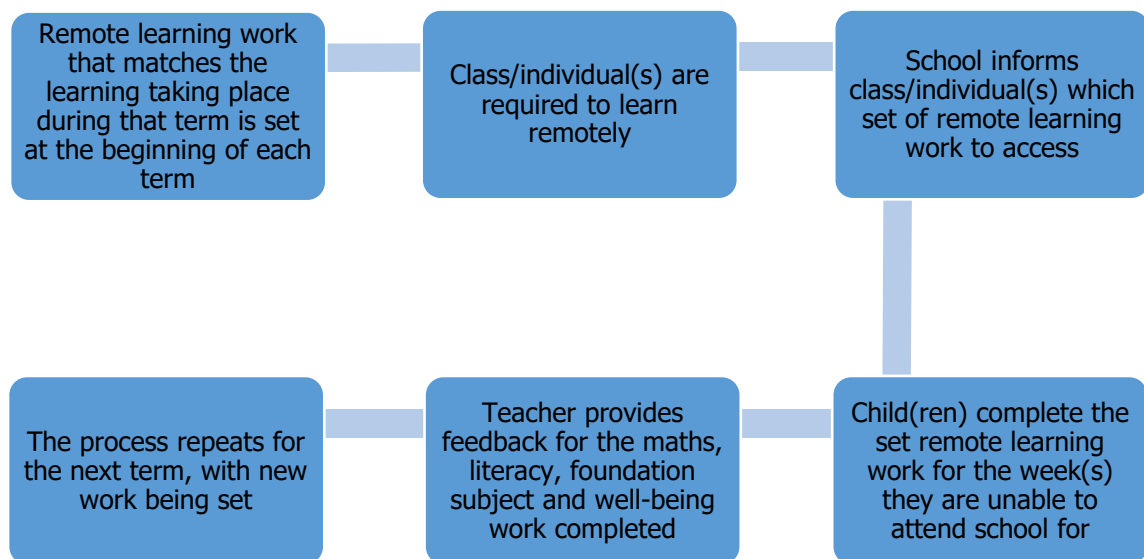 Remote learning work
that matches the
learning taking place
during that term is set
at the beginning of each
term
Class/individual(s) are
required to learn
remotely
School informs
class/individual(s) which
set of remote learning
work to access
Child(ren) complete the
set remote learning
work for the week(s)
they are unable to
attend school for
Teacher provides
feedback for the maths,
literacy, foundation
subject and well-being
work completed
The process repeats for
the next term, with new
work being set